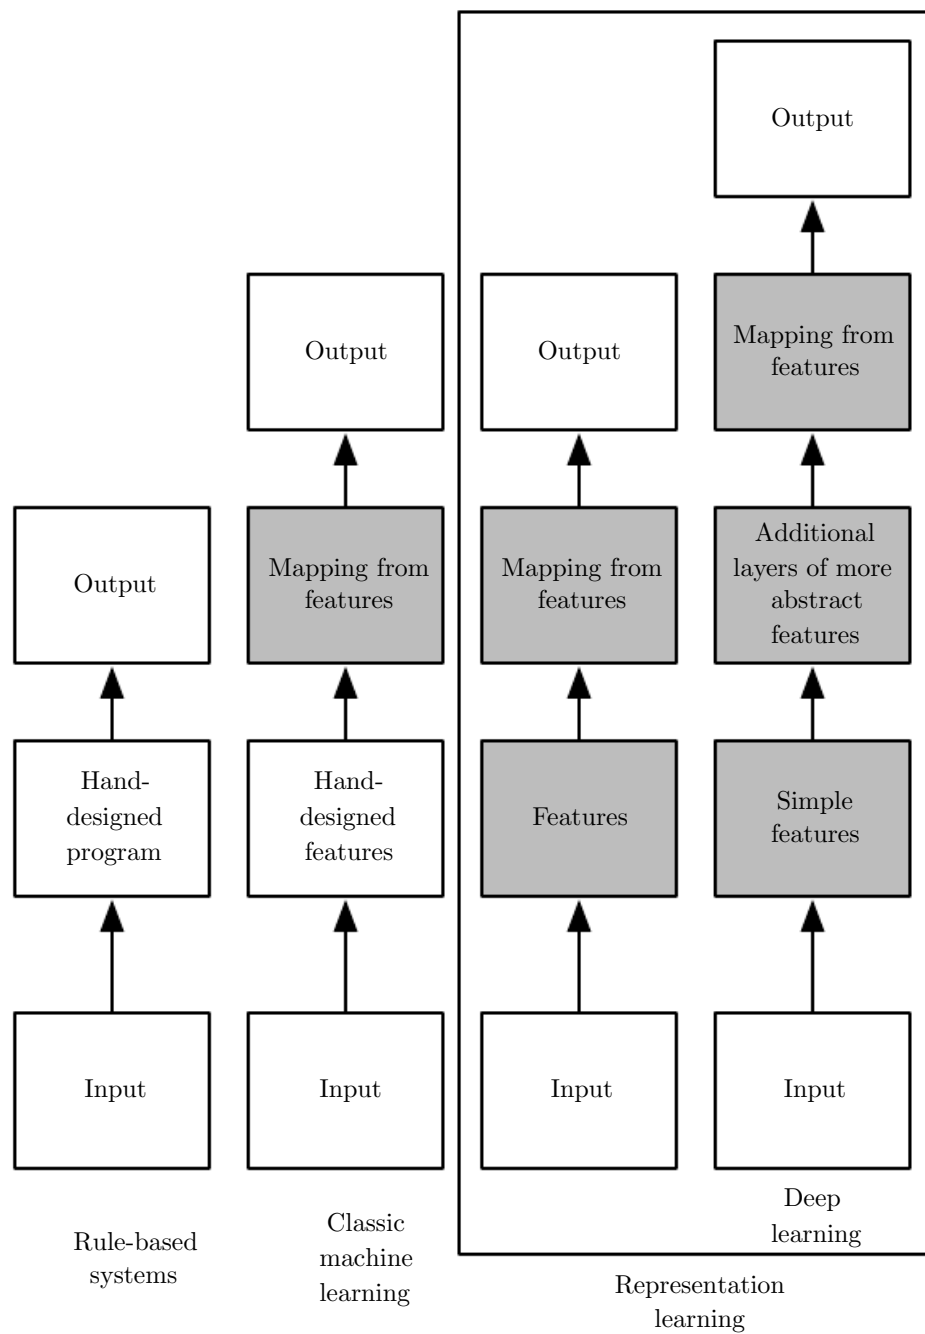 Output
Output
Output
Mapping from
features
Output
Mapping from
features
Mapping from
features
Additional
layers of more
abstract
features
Hand-
designed
program
Hand-
designed
features
Features
Simple
features
Input
Input
Input
Input
Rule-based
systems
Classic
machine
learning
Representation
learning
Deep
learning